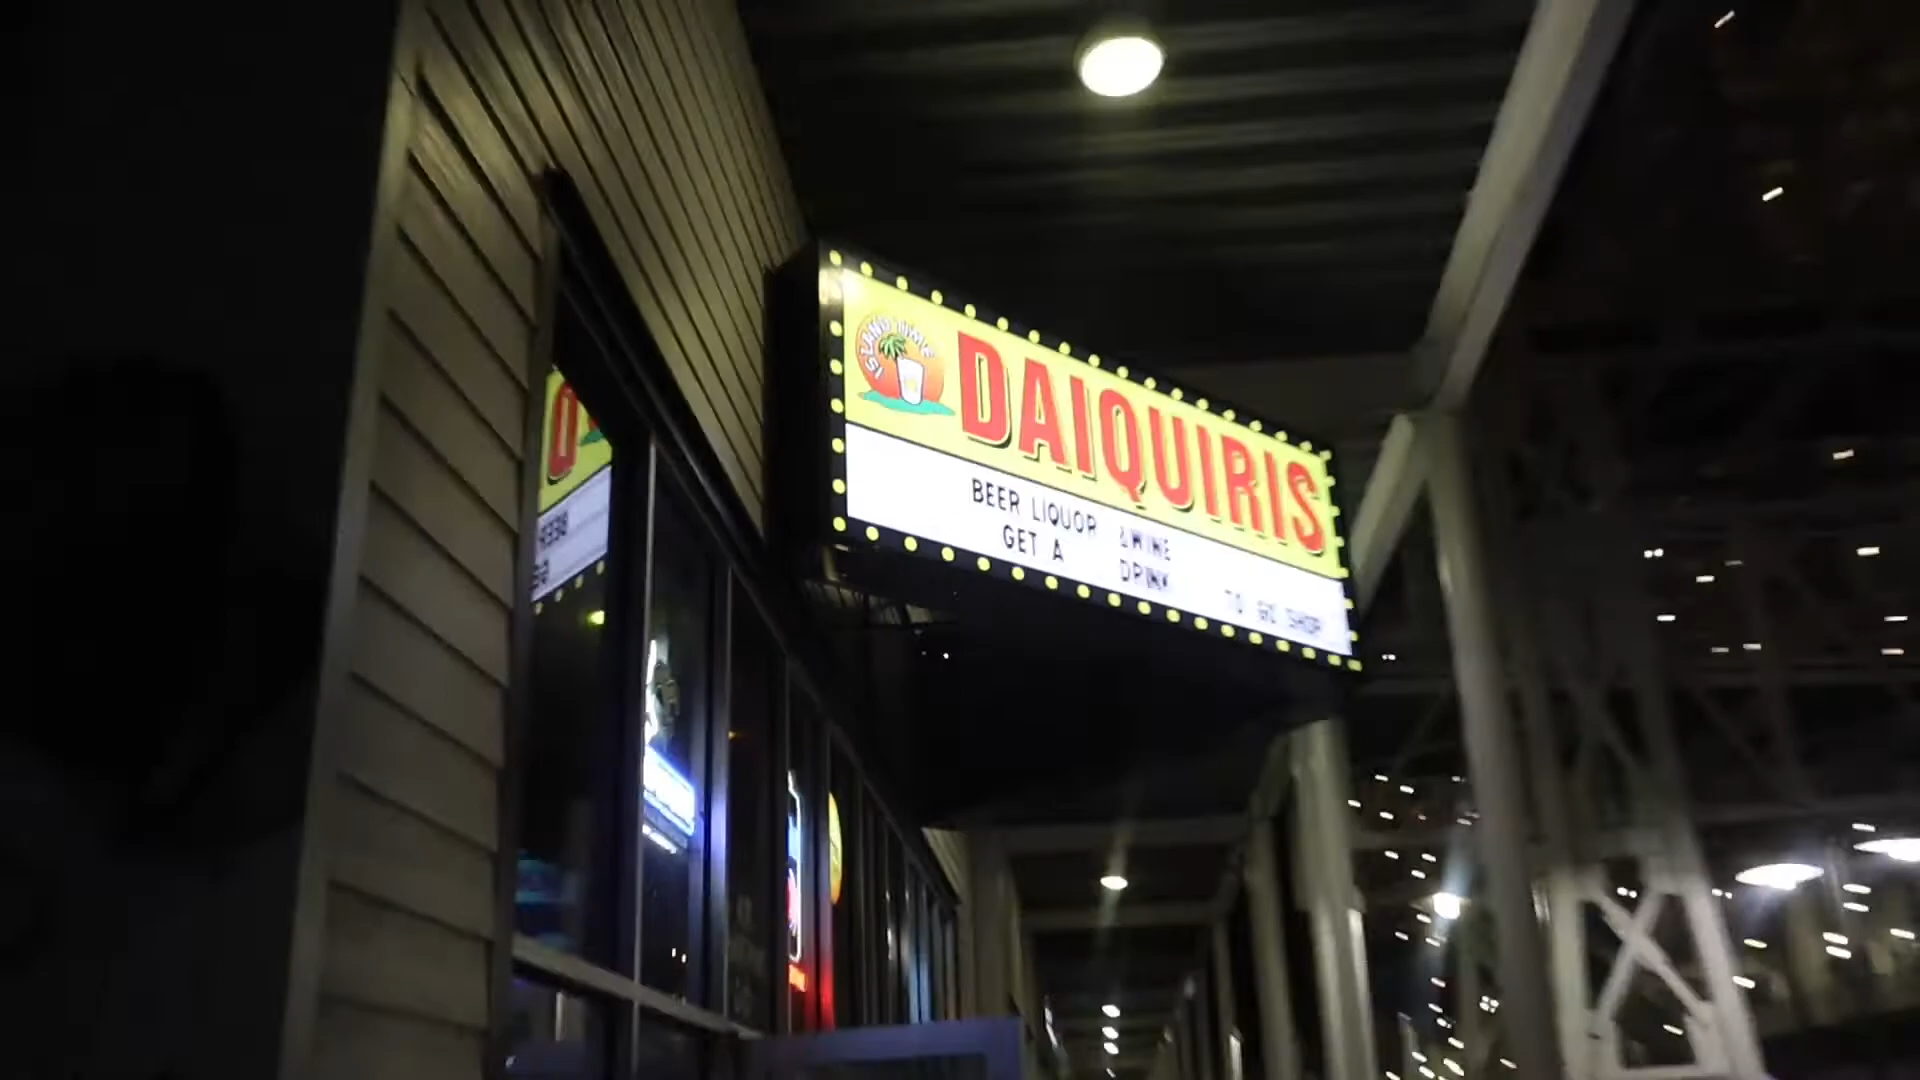 ISLAND TIME
DAIQUIRIS
BEER LIQUOR &WINE
GET A DRINK TO GO SHOP